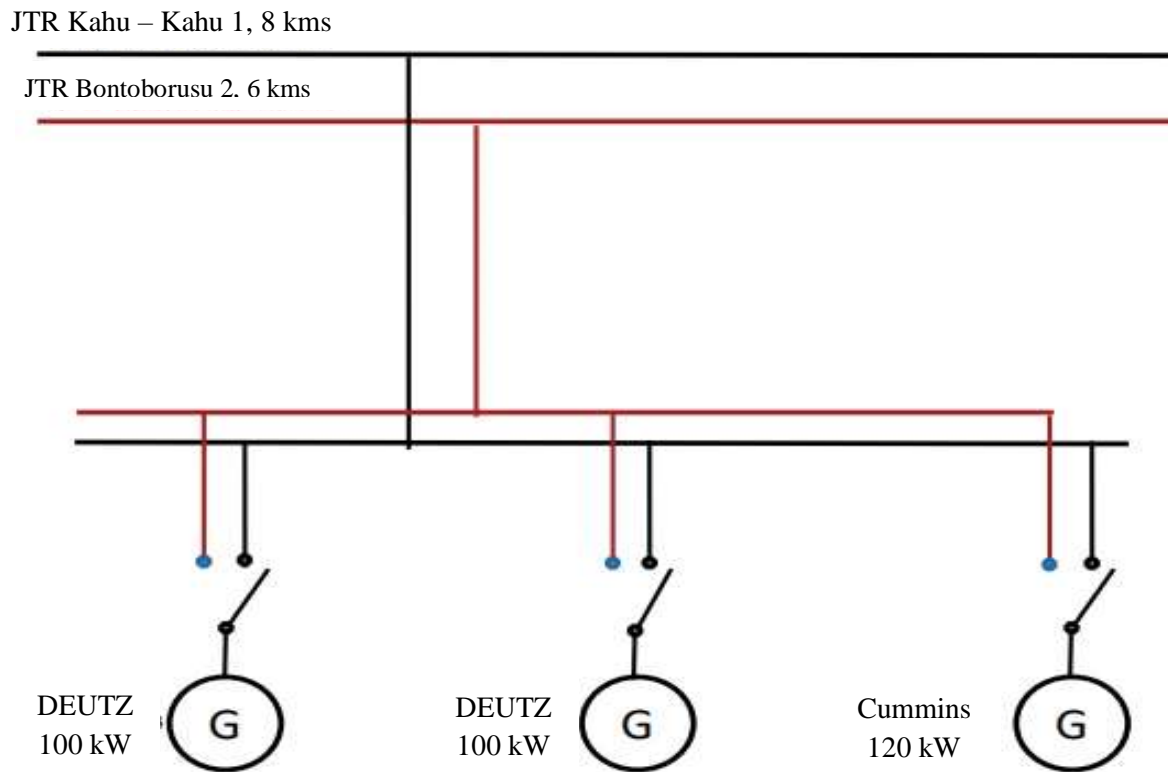 JTR Kahu – Kahu 1, 8 kms
JTR Bontoborusu 2. 6 kms
DEUTZ
100 kW
G
DEUTZ
100 kW
G
Cummins
120 kW
G